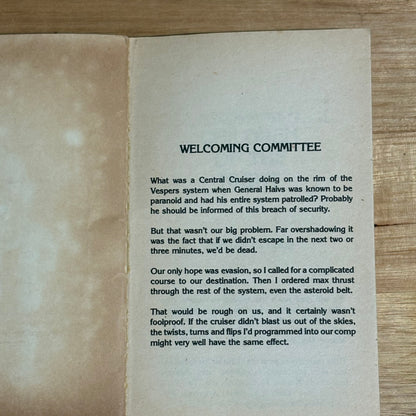 WELCOMING COMMITTEE
What was a Central Cruiser doing on the rim of the
Vespers system when General Haivs was known to be
paranoid and had his entire system patrolled? Probably
he should be informed of this breach of security.
But that wasn't our big problem. Far overshadowing it
was the fact that if we didn't escape in the next two or
three minutes, we'd be dead.
Our only hope was evasion, so I called for a complicated
course to our destination. Then I ordered max thrust
through the rest of the system, even the asteroid belt.
That would be rough on us, and it certainly wasn't
foolproof. If the cruiser didn't blast us out of the skies,
the twists, turns and flips I'd programmed into our comp
might very well have the same effect.